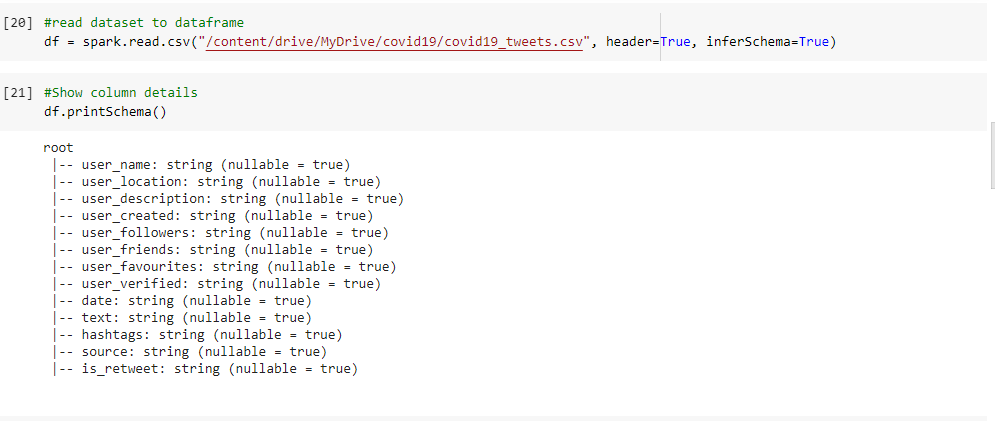 [20] #read dataset to dataframe
df = spark.read.csv("/content/drive/MyDrive/covid19/covid19_tweets.csv", header=True, inferSchema=True)
[21] #Show column details
df.printSchema()
root
|-- user_name: string (nullable = true)
|-- user_location: string (nullable = true)
|-- user_description: string (nullable = true)
|-- user_created: string (nullable = true)
|-- user_followers: string (nullable = true)
|-- user_friends: string (nullable = true)
|-- user_favourites: string (nullable = true)
|-- user_verified: string (nullable = true)
|-- date: string (nullable = true)
|-- text: string (nullable = true)
|-- hashtags: string (nullable = true)
|-- source: string (nullable = true)
|-- is_retweet: string (nullable = true)